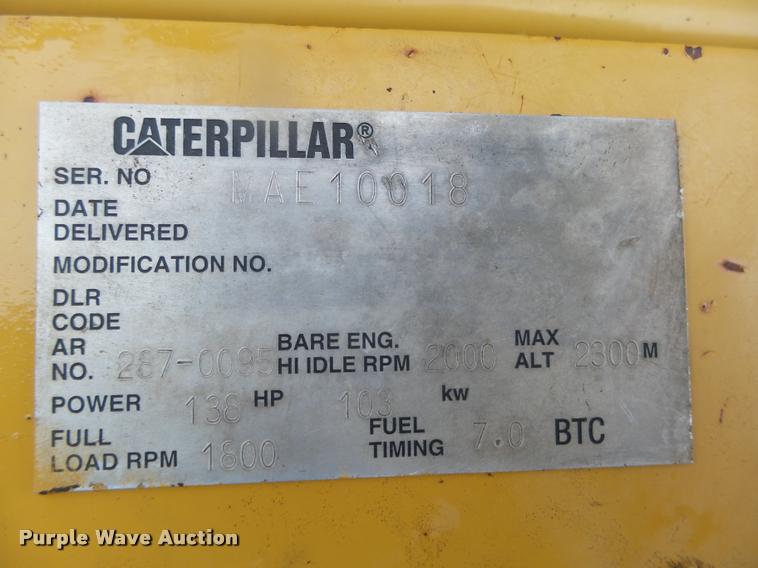 CATERPILLAR®
SER. NO MAE10018
DATE
DELIVERED
MODIFICATION NO.
DLR
CODE
AR
NO. 287-0095
BARE ENG.
HI IDLE RPM 2000
MAX
ALT 2300 M
POWER 138 HP 103 kw
FULL
LOAD RPM 1800
FUEL
TIMING 7.0 BTC
Purple Wave Auction